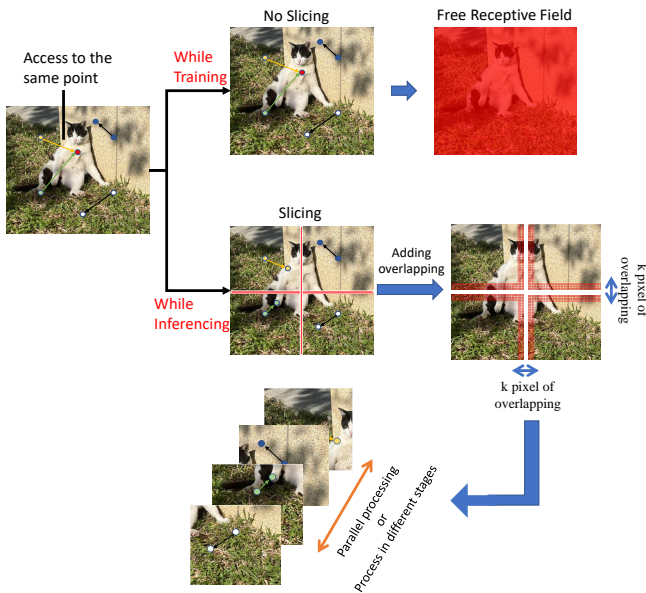 No Slicing
Free Receptive Field
Access to the
same point
While
Training
Slicing
While
Inferencing
Adding
overlapping
k pixel of
overlapping
k pixel of
overlapping
Parallel processing
or
Process in different stages